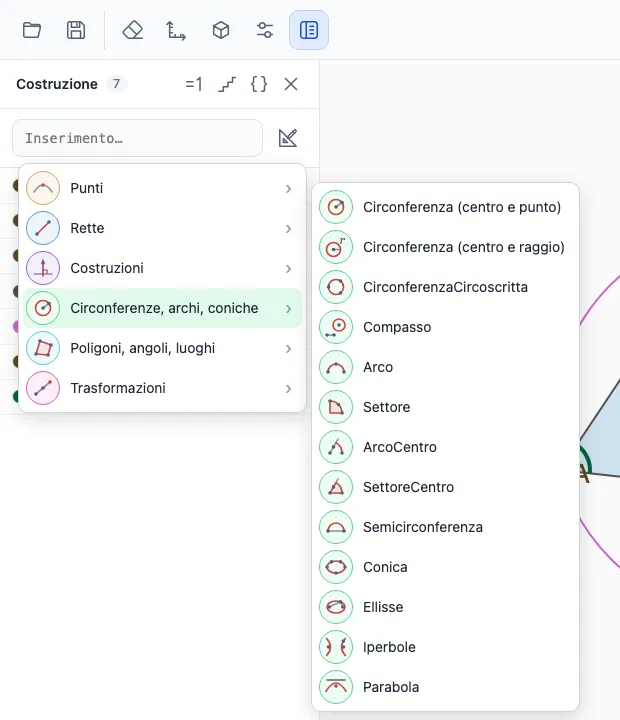 Costruzione 7
=1
{}
Inserimento…
Punti
Rette
Costruzioni
Circonferenze, archi, coniche
Poligoni, angoli, luoghi
Trasformazioni
Circonferenza (centro e punto)
r
Circonferenza (centro e raggio)
CirconferenzaCircoscritta
Compasso
Arco
Settore
ArcoCentro
SettoreCentro
Semicirconferenza
Conica
Ellisse
Iperbole
Parabola
A